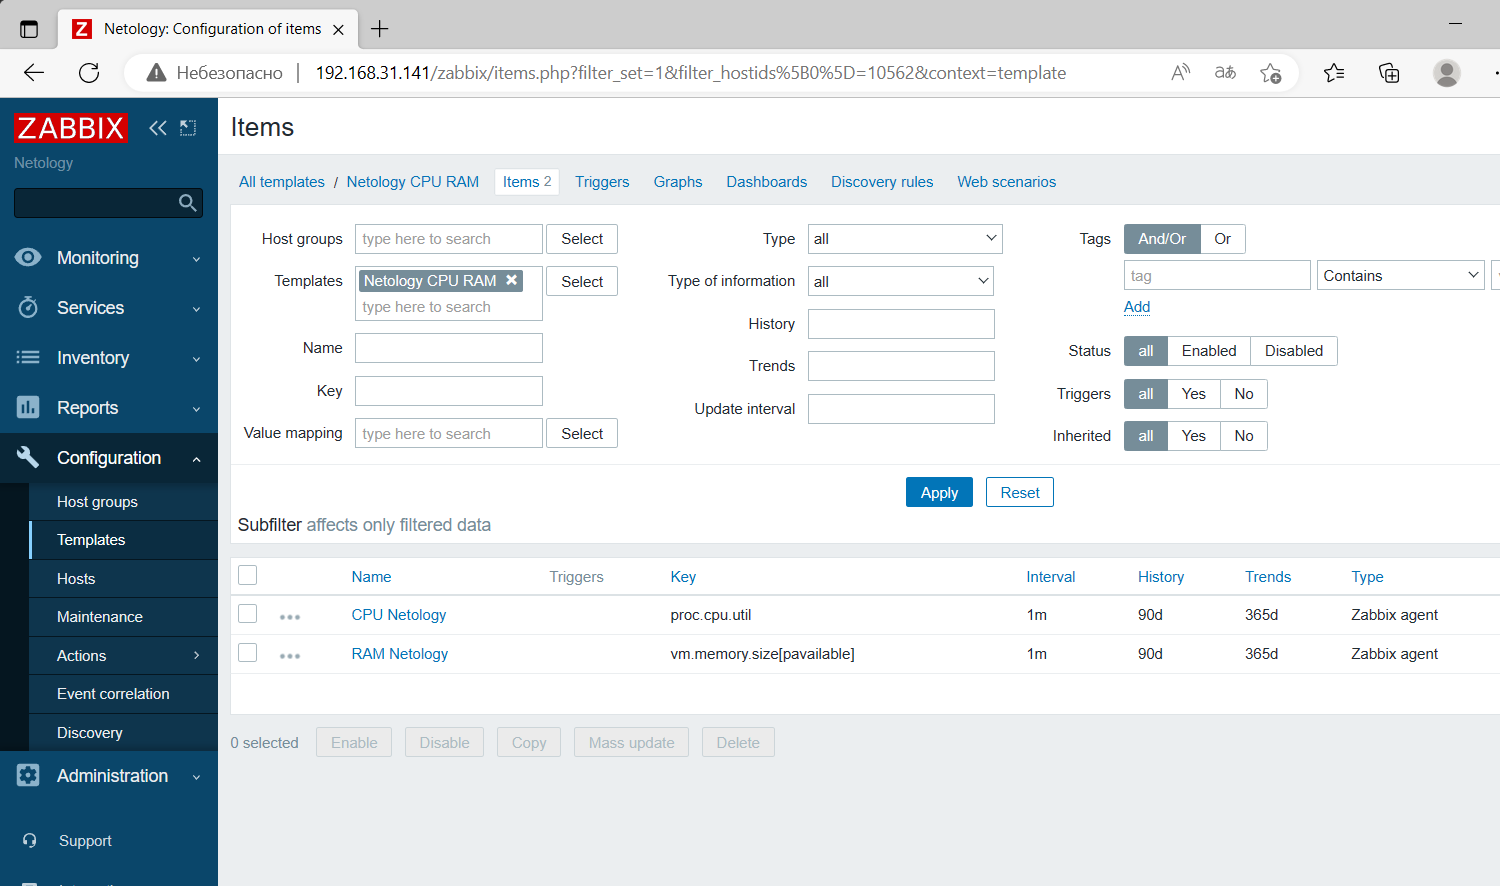 Netology: Configuration of items
Небезопасно 192.168.31.141/zabbix/items.php?filter_set=1&filter_hostids%5B0%5D=10562&context=template
ZABBIX
Netology
Monitoring
Services
Inventory
Reports
Configuration
Host groups
Templates
Hosts
Maintenance
Actions
Event correlation
Discovery
Administration
Support
Items
All templates / Netology CPU RAM Items 2 Triggers Graphs Dashboards Discovery rules Web scenarios
Host groups type here to search Select
Templates Netology CPU RAM Select
type here to search
Name
Key
Value mapping type here to search Select
Type all
Type of information all
History
Trends
Update interval
Tags And/Or Or
tag Contains
Add
Status all Enabled Disabled
Triggers all Yes No
Inherited all Yes No
Apply Reset
Subfilter affects only filtered data
Name Triggers Key Interval History Trends Type
CPU Netology proc.cpu.util 1m 90d 365d Zabbix agent
RAM Netology vm.memory.size[pavailable] 1m 90d 365d Zabbix agent
0 selected Enable Disable Copy Mass update Delete